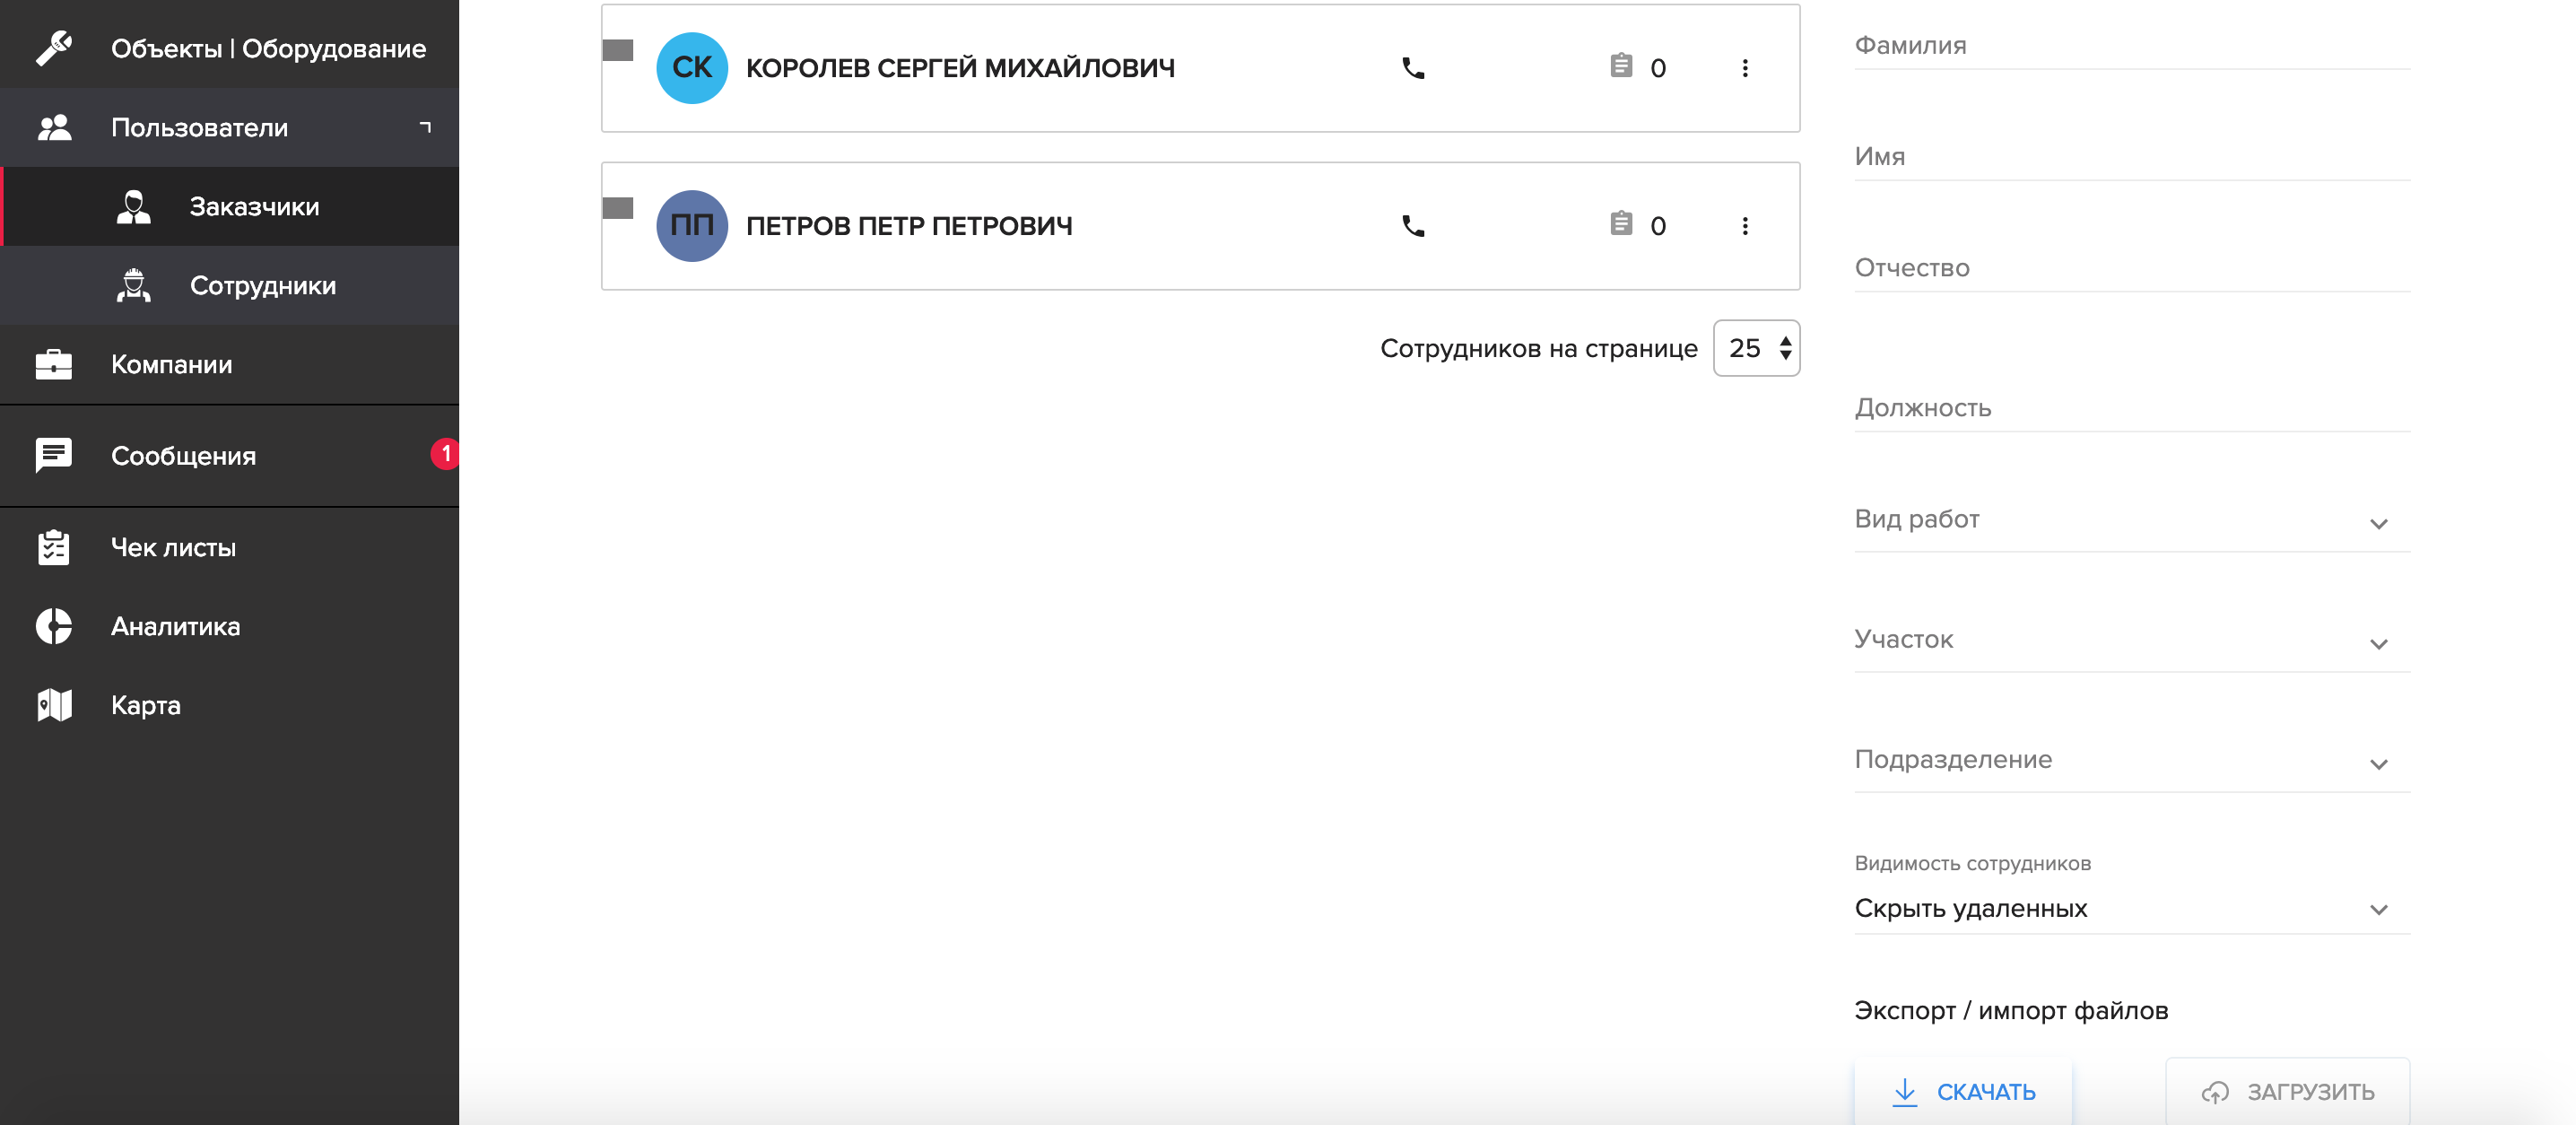 Объекты | Оборудование
Пользователи
Заказчики
Сотрудники
Компании
Сообщения
1
Чек листы
Аналитика
Карта
СК КОРОЛЕВ СЕРГЕЙ МИХАЙЛОВИЧ 0
ПП ПЕТРОВ ПЕТР ПЕТРОВИЧ 0
Сотрудников на странице 25
Фамилия
Имя
Отчество
Должность
Вид работ
Участок
Подразделение
Видимость сотрудников
Скрыть удаленных
Экспорт / импорт файлов
СКАЧАТЬ
ЗАГРУЗИТЬ